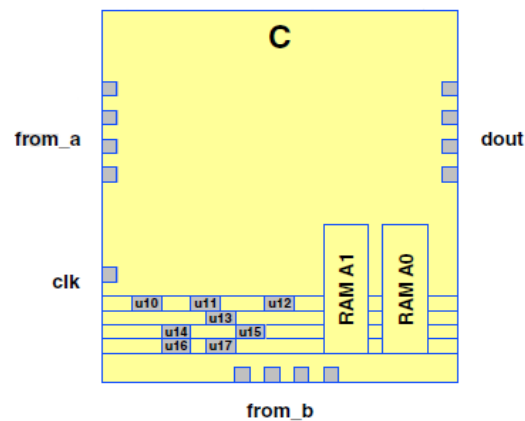 C
from_a
dout
clk
RAM A1
RAM A0
u10 u11 u12
u13
u14 u15
u16 u17
from_b